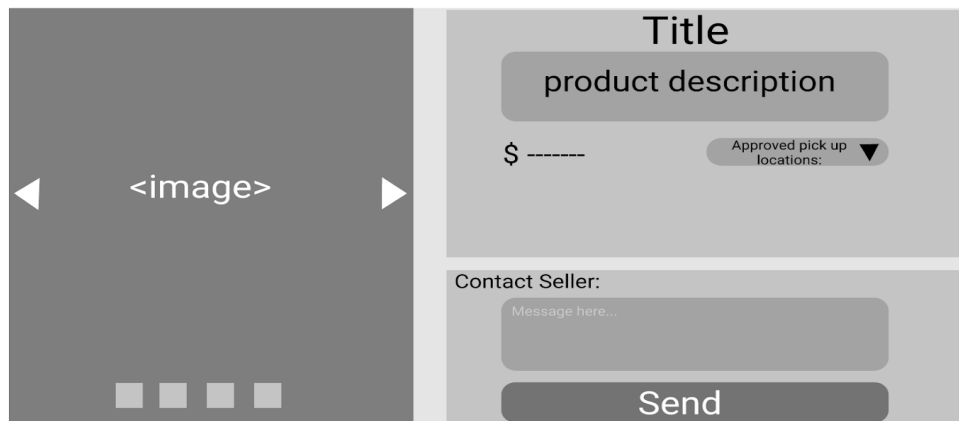 Title
product description
<image>
$ -------
Approved pick up
locations:
Contact Seller:
Message here...
Send